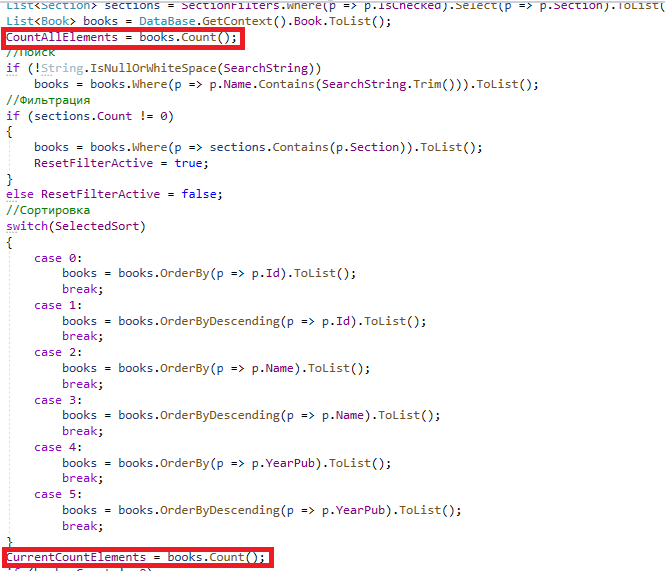 List<Section> sections = SectionFilters.Where(p => p.IsChecked).Select(p => p.Section).ToList(
List<Book> books = DataBase.GetContext().Book.ToList();
CountAllElements = books.Count();
//Поиск
if (!String.IsNullOrWhiteSpace(SearchString))
books = books.Where(p => p.Name.Contains(SearchString.Trim())).ToList();
//Фильтрация
if (sections.Count != 0)
{
books = books.Where(p => sections.Contains(p.Section)).ToList();
ResetFilterActive = true;
}
else ResetFilterActive = false;
//Сортировка
switch(SelectedSort)
{
case 0:
books = books.OrderBy(p => p.Id).ToList();
break;
case 1:
books = books.OrderByDescending(p => p.Id).ToList();
break;
case 2:
books = books.OrderBy(p => p.Name).ToList();
break;
case 3:
books = books.OrderByDescending(p => p.Name).ToList();
break;
case 4:
books = books.OrderBy(p => p.YearPub).ToList();
break;
case 5:
books = books.OrderByDescending(p => p.YearPub).ToList();
break;
}
CurrentCountElements = books.Count();